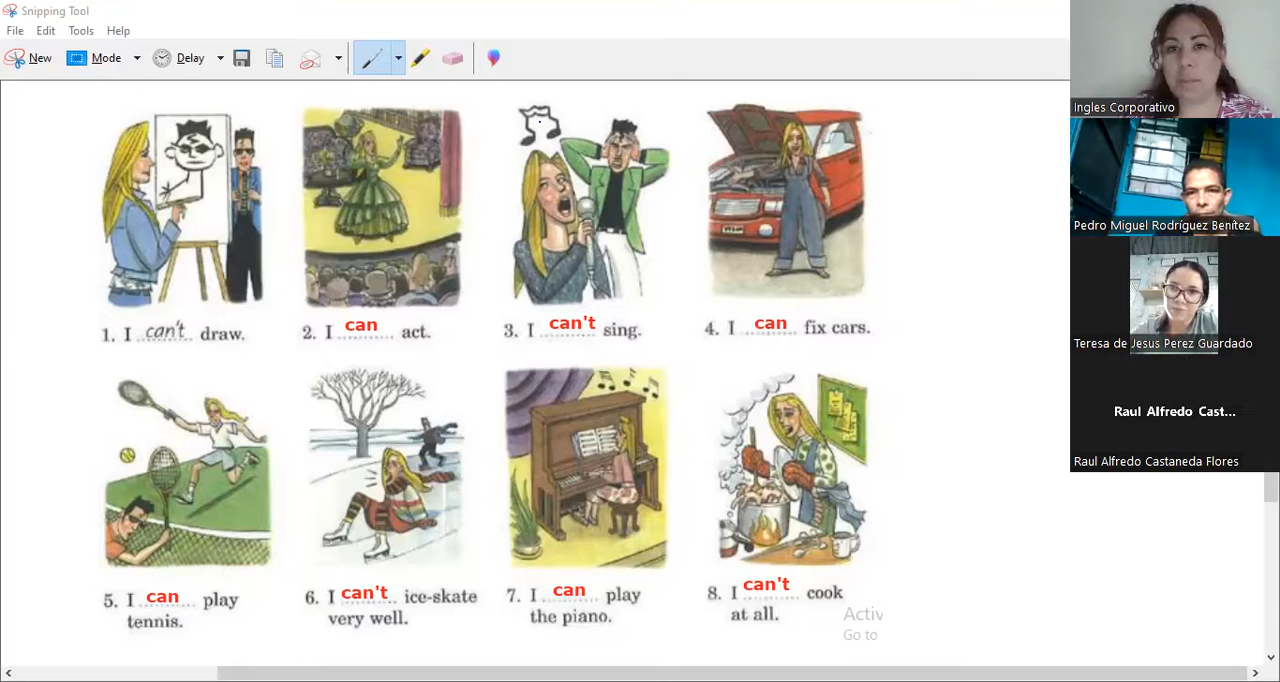 Snipping Tool
File Edit Tools Help
New Mode Delay
Ingles Corporativo
Pedro Miguel Rodríguez Benítez
Teresa de Jesus Perez Guardado
Raul Alfredo Cast...
Raul Alfredo Castaneda Flores
1. I can't draw.
2. I can act.
3. I can't sing.
4. I can fix cars.
5. I can play
tennis.
6. I can't ice-skate
very well.
7. I can play
the piano.
8. I can't cook
at all.
Activ
Go to